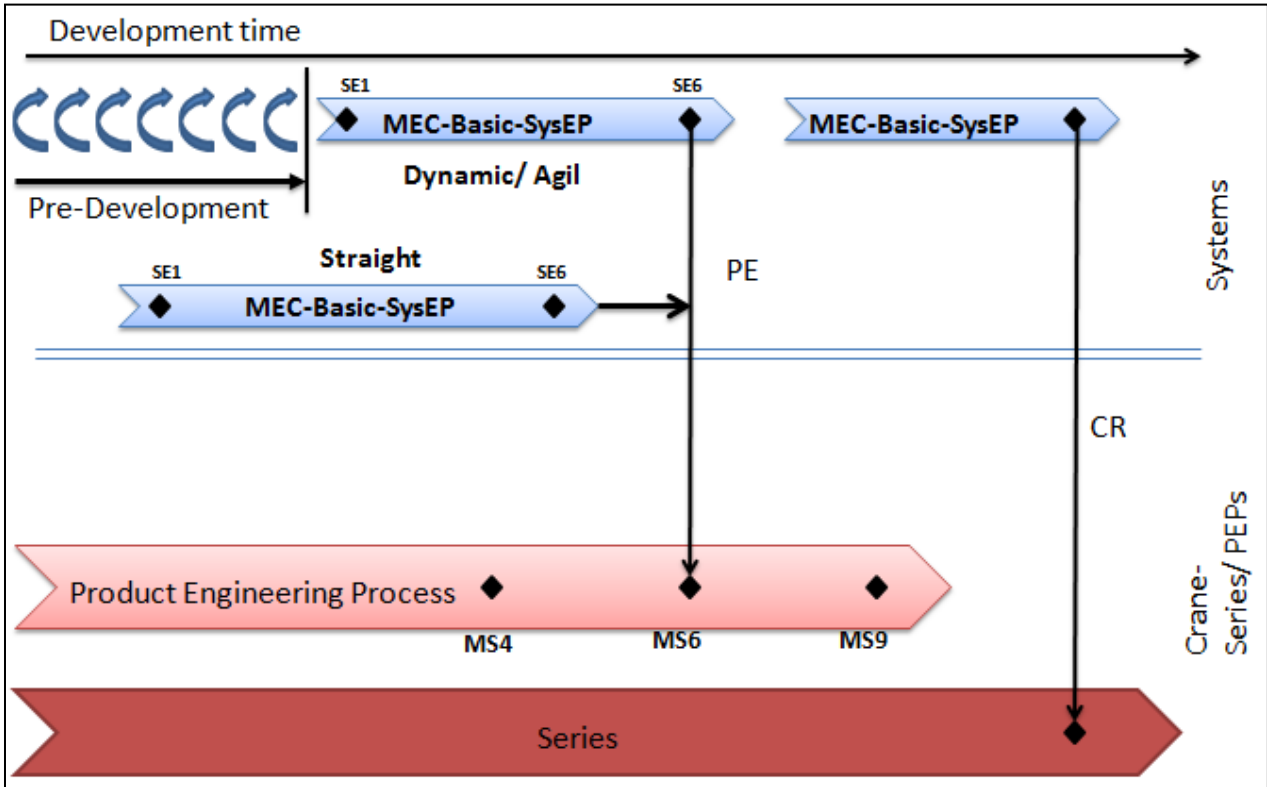 Development time
SE1
SE6
MEC-Basic-SysEP
MEC-Basic-SysEP
Dynamic/ Agil
Pre-Development
Straight
SE1
SE6
MEC-Basic-SysEP
PE
Systems
CR
Product Engineering Process
MS4
MS6
MS9
Crane-
Series/ PEPs
Series